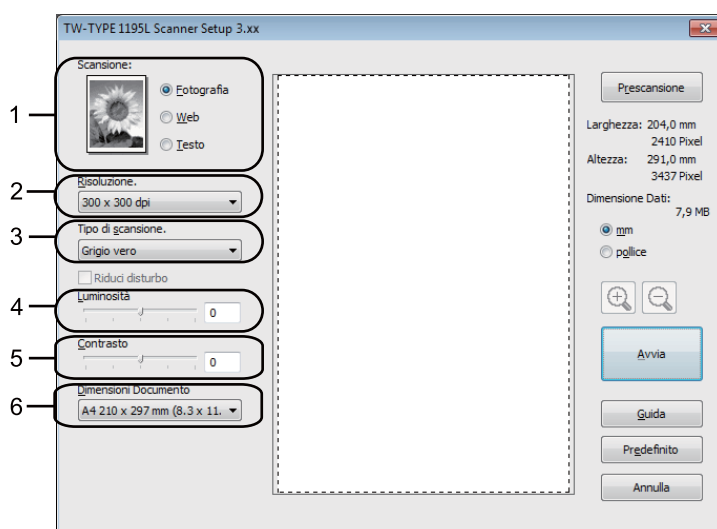 TW-TYPE 1195L Scanner Setup 3.xx
1
Scansione:
Fotografia
Web
Testo
2
Risoluzione.
300 x 300 dpi
3
Tipo di scansione.
Grigio vero
Riduci disturbo
4
Luminosità
0
5
Contrasto
0
6
Dimensioni Documento
A4 210 x 297 mm (8.3 x 11.
Prescansione
Larghezza: 204,0 mm
2410 Pixel
Altezza: 291,0 mm
3437 Pixel
Dimensione Dati:
7,9 MB
mm
pollice
Avvia
Guida
Predefinito
Annulla